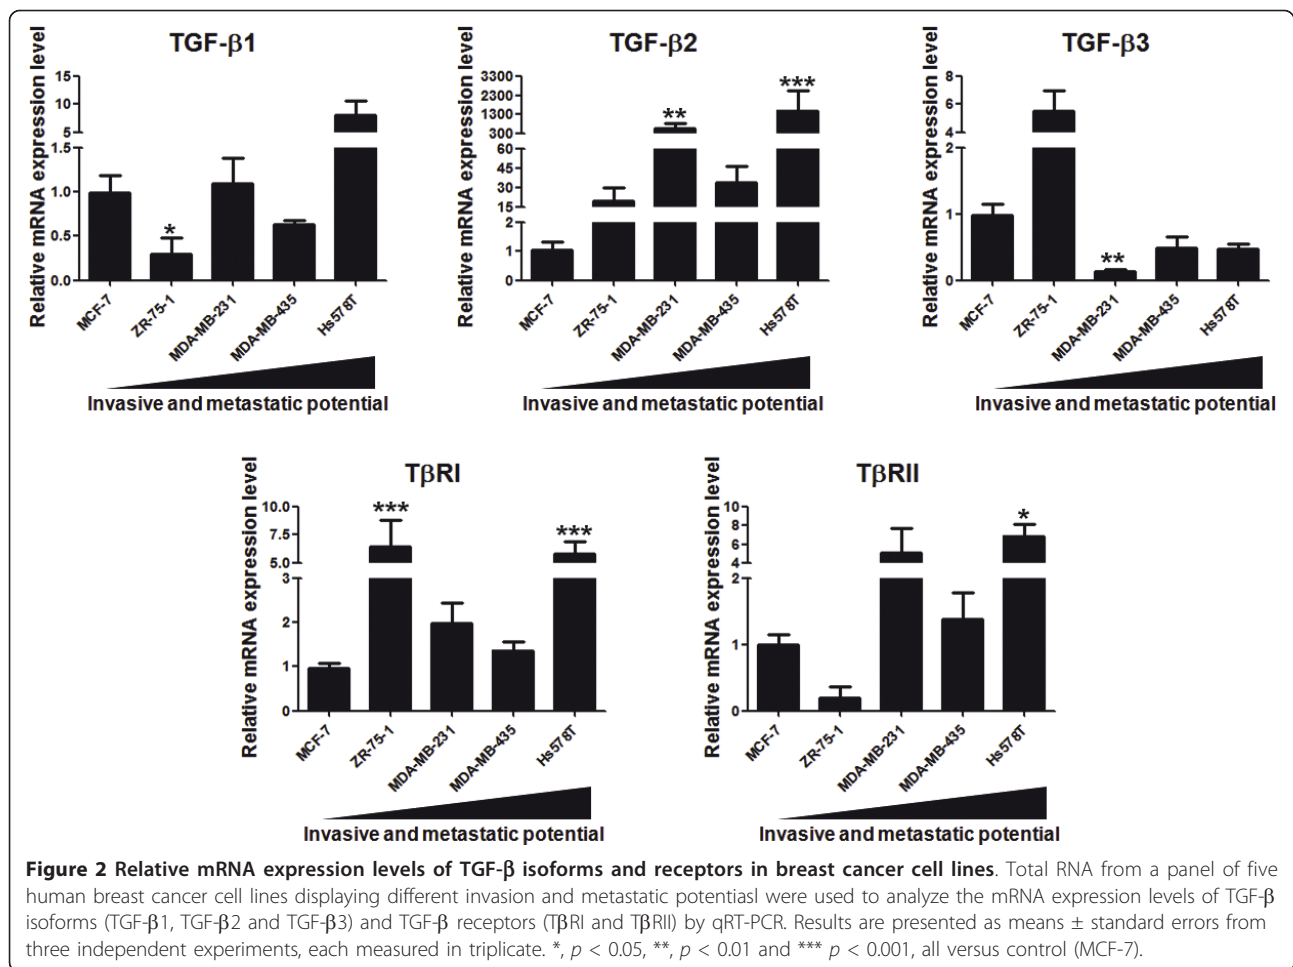 TGF-β1
Relative mRNA expression level
15
10
5
1.5
1.0
0.5
0.0
*
MCF-7
ZR-75-1
MDA-MB-231
MDA-MB-435
Hs578T
Invasive and metastatic potential
TGF-β2
Relative mRNA expression level
3300
2300
1300
300
60
45
30
15
2
1
0
**
***
MCF-7
ZR-75-1
MDA-MB-231
MDA-MB-435
Hs578T
Invasive and metastatic potential
TGF-β3
Relative mRNA expression level
8
6
4
2
1
0
**
MCF-7
ZR-75-1
MDA-MB-231
MDA-MB-435
Hs578T
Invasive and metastatic potential
TβRI
Relative mRNA expression level
10.0
7.5
5.0
3
2
1
0
***
***
MCF-7
ZR-75-1
MDA-MB-231
MDA-MB-435
Hs578T
Invasive and metastatic potential
TβRII
Relative mRNA expression level
10
8
6
4
2
1
0
*
MCF-7
ZR-75-1
MDA-MB-231
MDA-MB-435
Hs578T
Invasive and metastatic potential
Figure 2 Relative mRNA expression levels of TGF-β isoforms and receptors in breast cancer cell lines. Total RNA from a panel of five
human breast cancer cell lines displaying different invasion and metastatic potentiasl were used to analyze the mRNA expression levels of TGF-β
isoforms (TGF-β1, TGF-β2 and TGF-β3) and TGF-β receptors (TβRI and TβRII) by qRT-PCR. Results are presented as means ± standard errors from
three independent experiments, each measured in triplicate. *, p < 0.05, **, p < 0.01 and *** p < 0.001, all versus control (MCF-7).